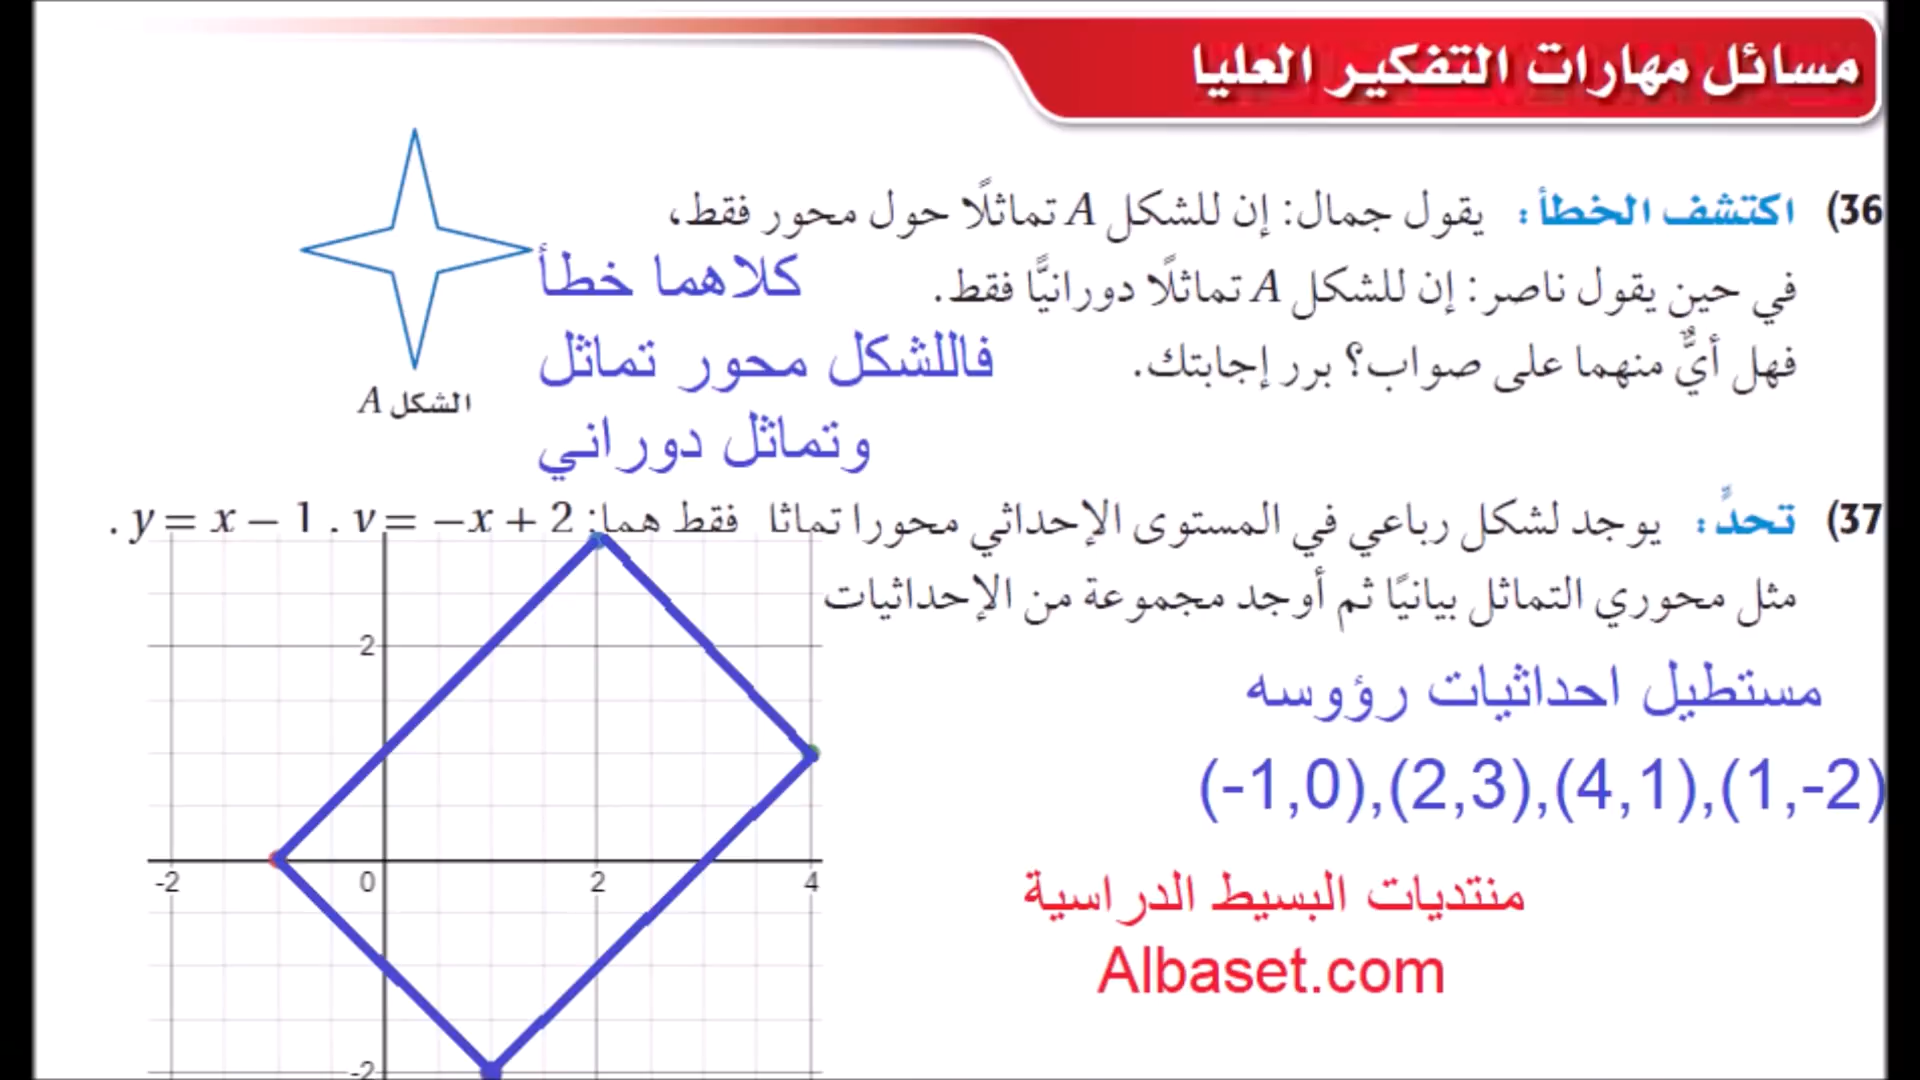 مسائل مهارات التفكير العليا
36) اكتشف الخطأ: يقول جمال: إن للشكل A تماثلًا حول محور فقط،
في حين يقول ناصر: إن للشكل A تماثلًا دورانيًّا فقط.
فهل أيٌّ منهما على صواب؟ برر إجابتك.
كلاهما خطأ
فاللشكل محور تماثل
وتماثل دوراني
الشكل A
37) تحدٍّ: يوجد لشكل رباعي في المستوى الإحداثي محورا تماثا فقط هما: y = x − 1 . y = −x + 2 .
مثل محوري التماثل بيانيًا ثم أوجد مجموعة من الإحداثيات
مستطيل احداثيات رؤوسه
(-1,0),(2,3),(4,1),(1,-2)
منتديات البسيط الدراسية
Albaset.com
2
-2 0 2 4
-2